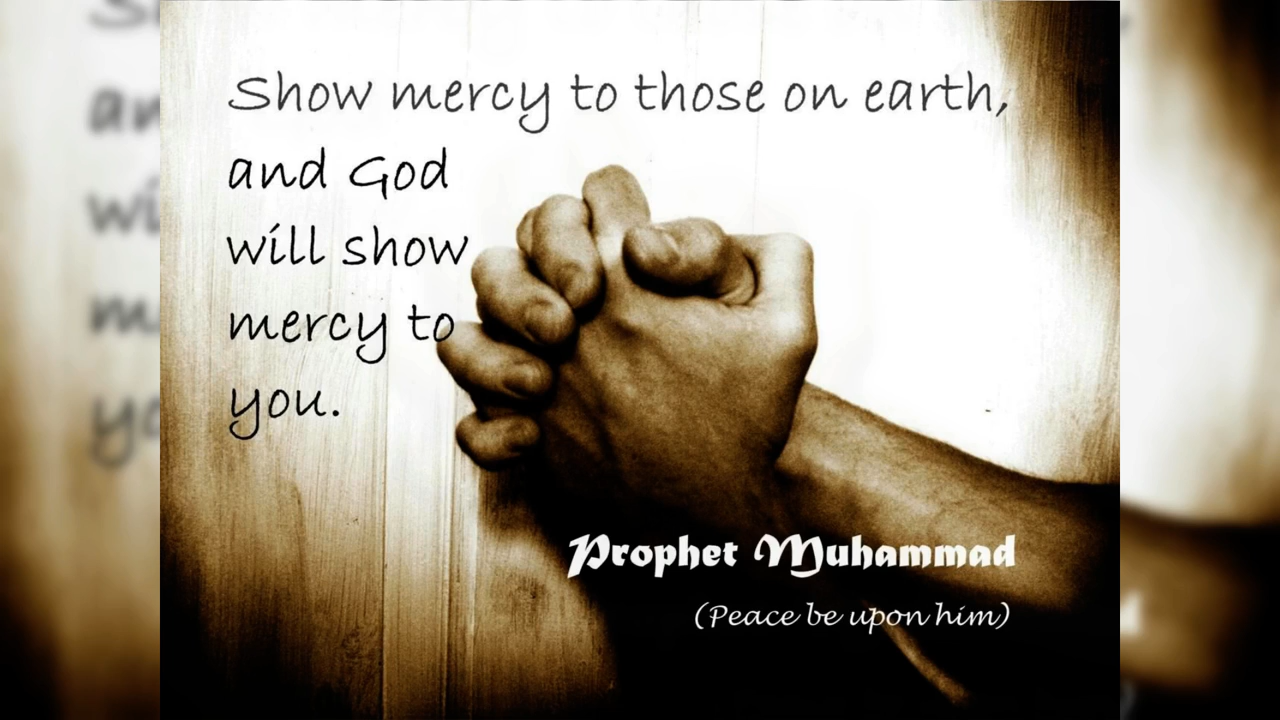 Show mercy to those on earth,
and God
will show
mercy to
you.
Prophet Muhammad
(Peace be upon him)